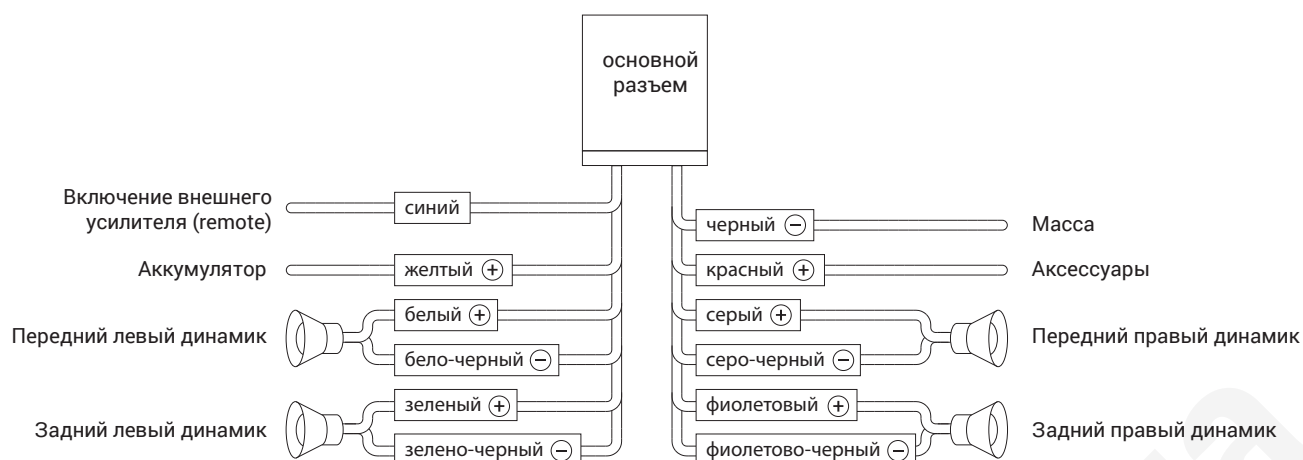 основной
разъем
Включение внешнего
усилителя (remote)
синий
черный −
Масса
Аккумулятор
желтый +
красный +
Аксессуары
Передний левый динамик
белый +
бело-черный −
серый +
серо-черный −
Передний правый динамик
Задний левый динамик
зеленый +
зелено-черный −
фиолетовый +
фиолетово-черный −
Задний правый динамик